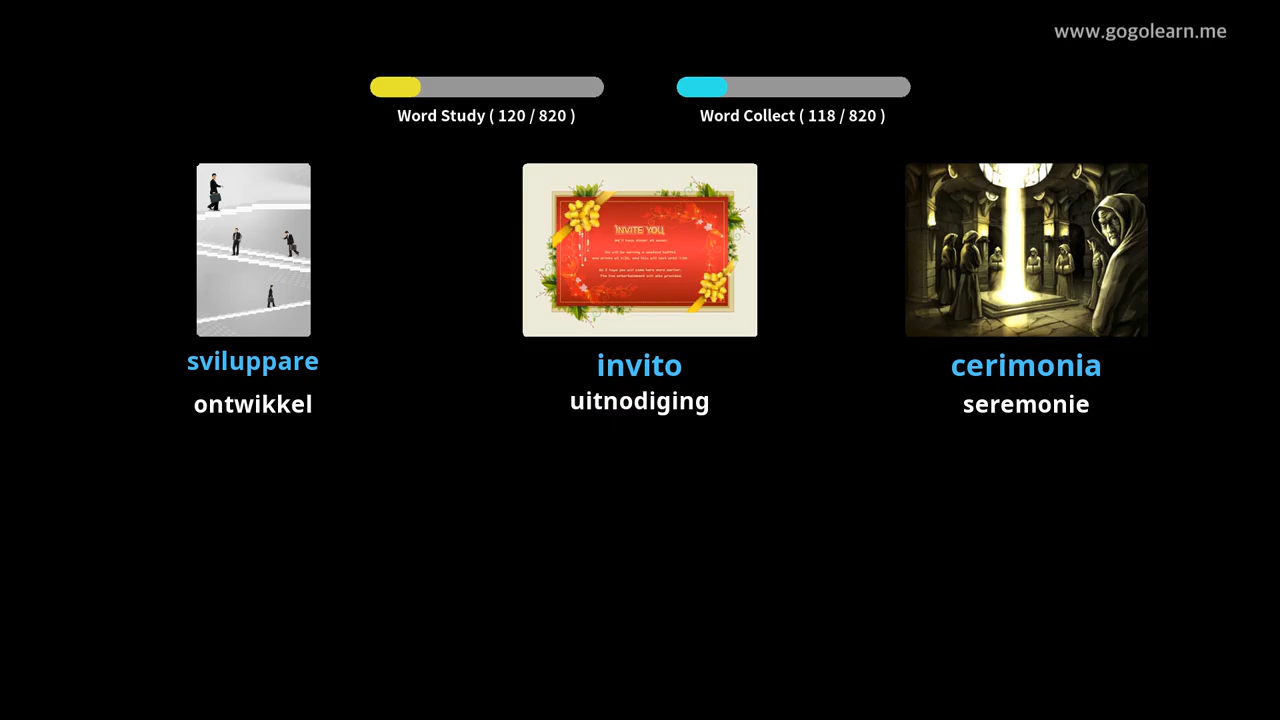 www.gogolearn.me
Word Study ( 120 / 820 )
Word Collect ( 118 / 820 )
INVITE YOU
sviluppare
invito
cerimonia
ontwikkel
uitnodiging
seremonie